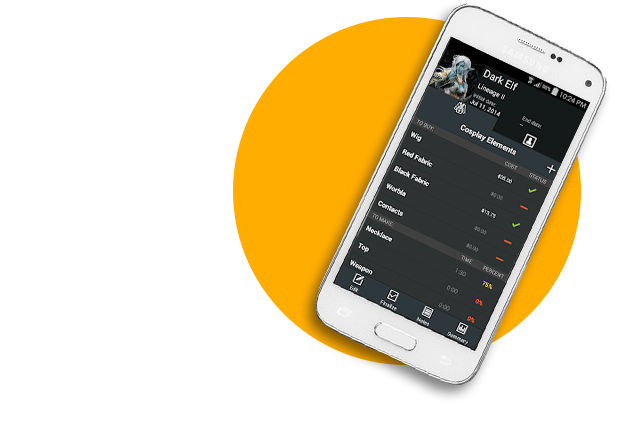 SAMSUNG
10:24 PM
Dark Elf
Lineage II
Initial date:
Jul 11, 2014
End date:
--
Cosplay Elements
TO BUY: COST STATUS
Wig €35.00
Red Fabric €0.00
Black Fabric €15.75
Worbla €0.00
Contacts €0.00
TO MAKE: TIME PERCENT
Necklace 1:30 75%
Top 0:00 0%
Weapon 0:00 0%
Edit Finalize Notes Summary